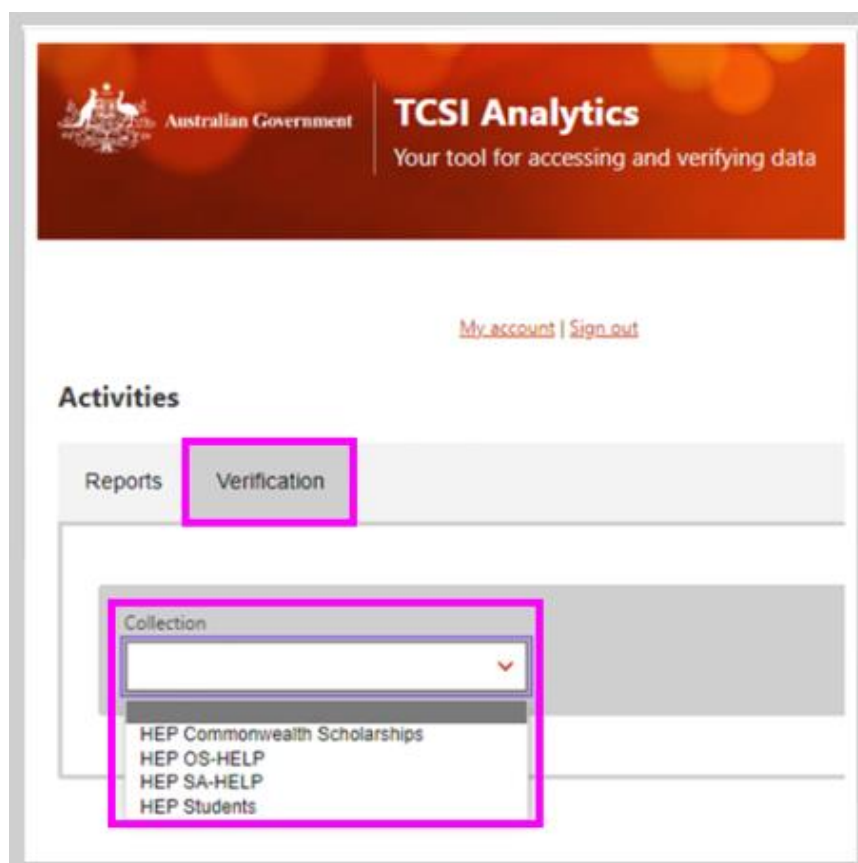 Australian Government
TCSI Analytics
Your tool for accessing and verifying data
My account | Sign out
Activities
Reports Verification
Collection
HEP Commonwealth Scholarships
HEP OS-HELP
HEP SA-HELP
HEP Students